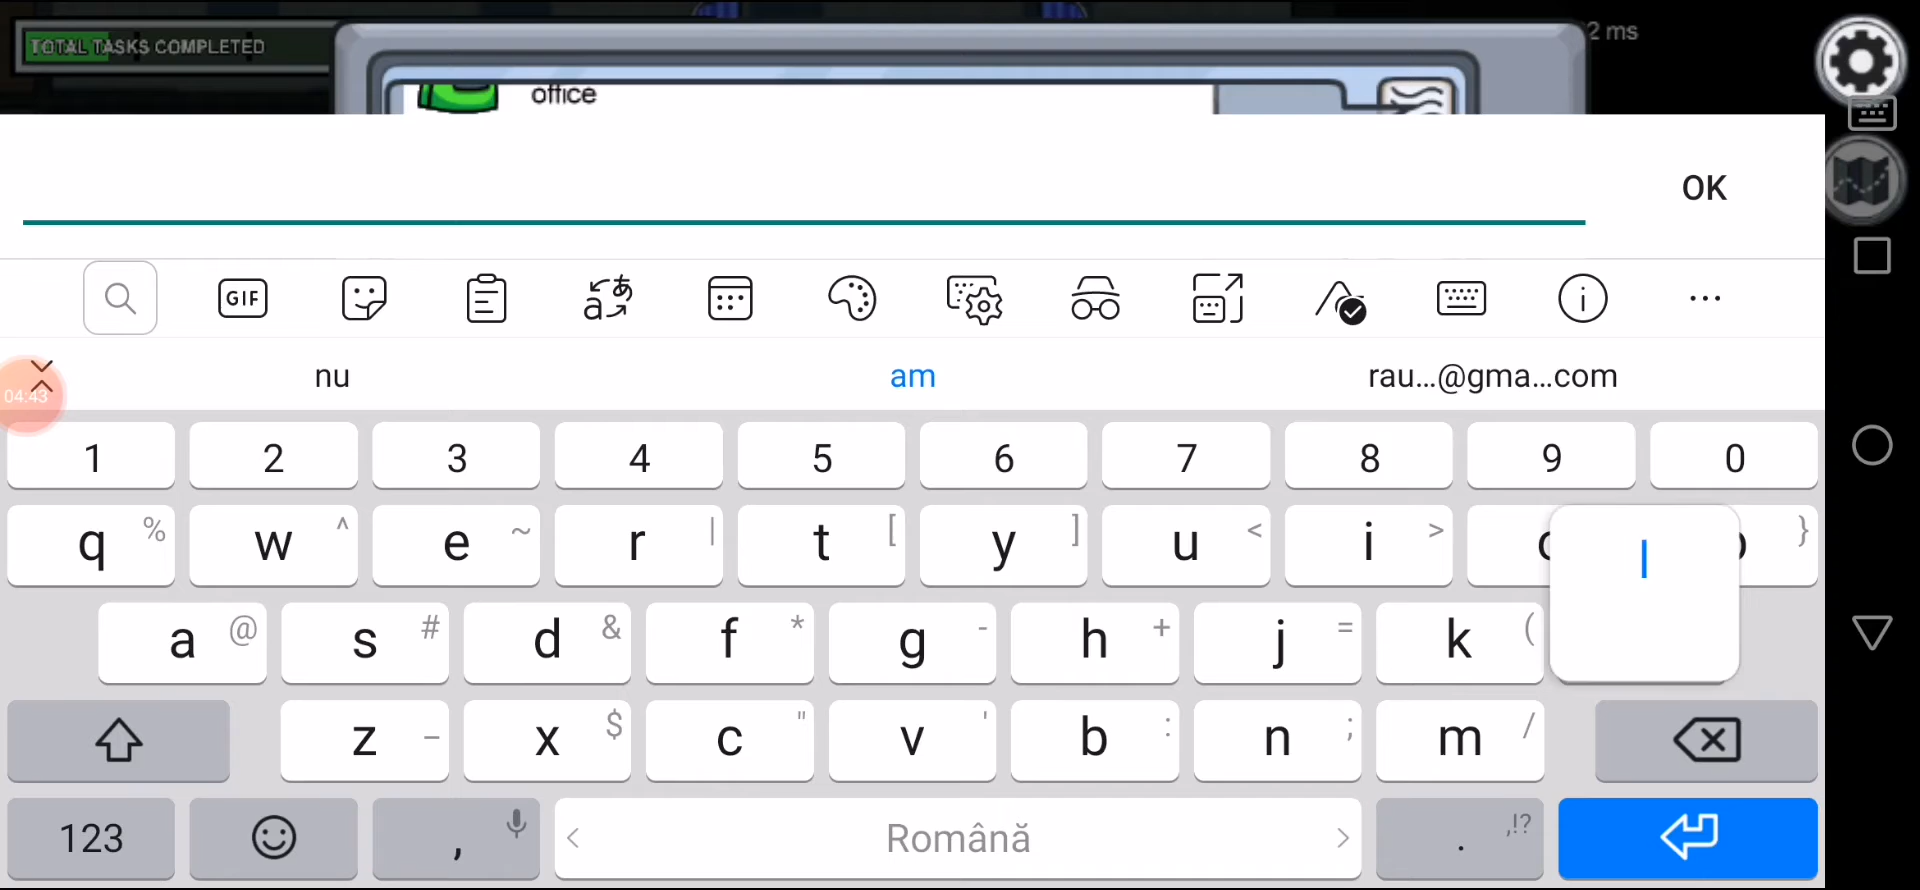 TOTAL TASKS COMPLETED
2 ms
office
OK
GIF
nu am rau...@gma...com
04:43
1 2 3 4 5 6 7 8 9 0
q % w ^ e ~ r | t [ y ] u < i > }
l
a @ s # d & f * g - h + j = k (
z _ x $ c " v ' b : n ; m /
123 , < Română > . ,!?